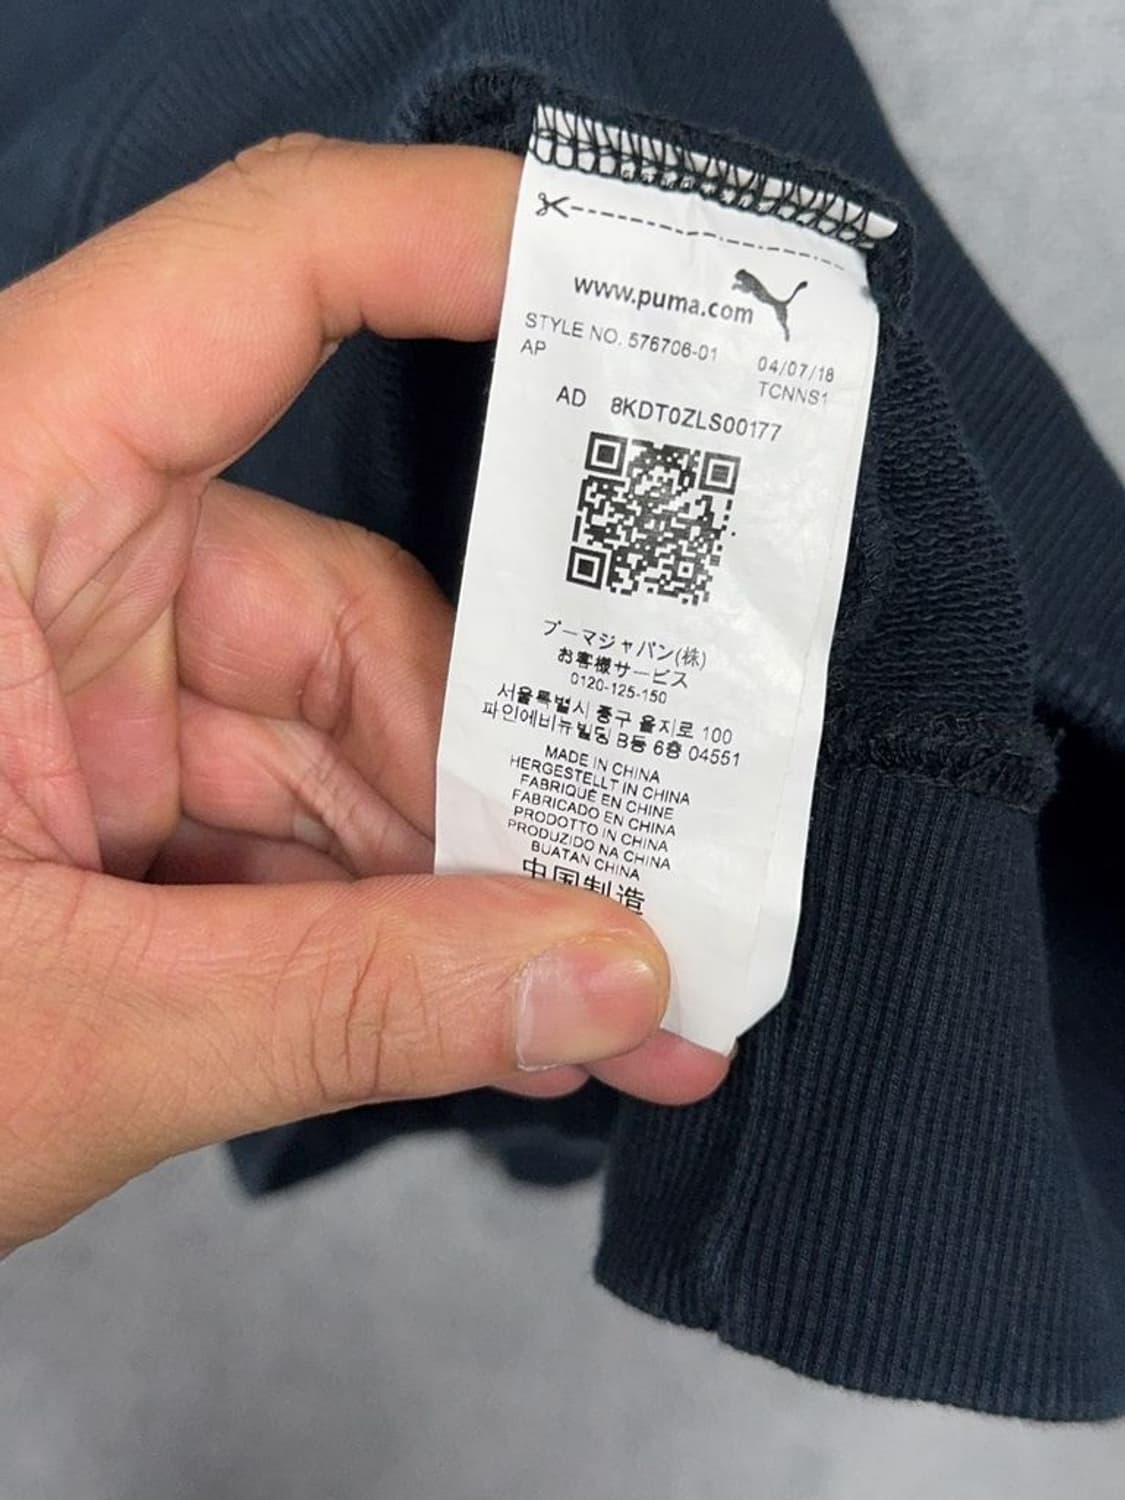 www.puma.com
STYLE NO. 576706-01
AP
04/07/18
TCNNS1
AD 8KDT0ZLS00177
プーマジャパン(株)
お客様サービス
0120-125-150
서울특별시 중구 을지로 100
파인에비뉴빌딩 B동 6층 04551
MADE IN CHINA
HERGESTELLT IN CHINA
FABRIQUÉ EN CHINE
FABRICADO EN CHINA
PRODOTTO IN CHINA
PRODUZIDO NA CHINA
BUATAN CHINA
中国制造